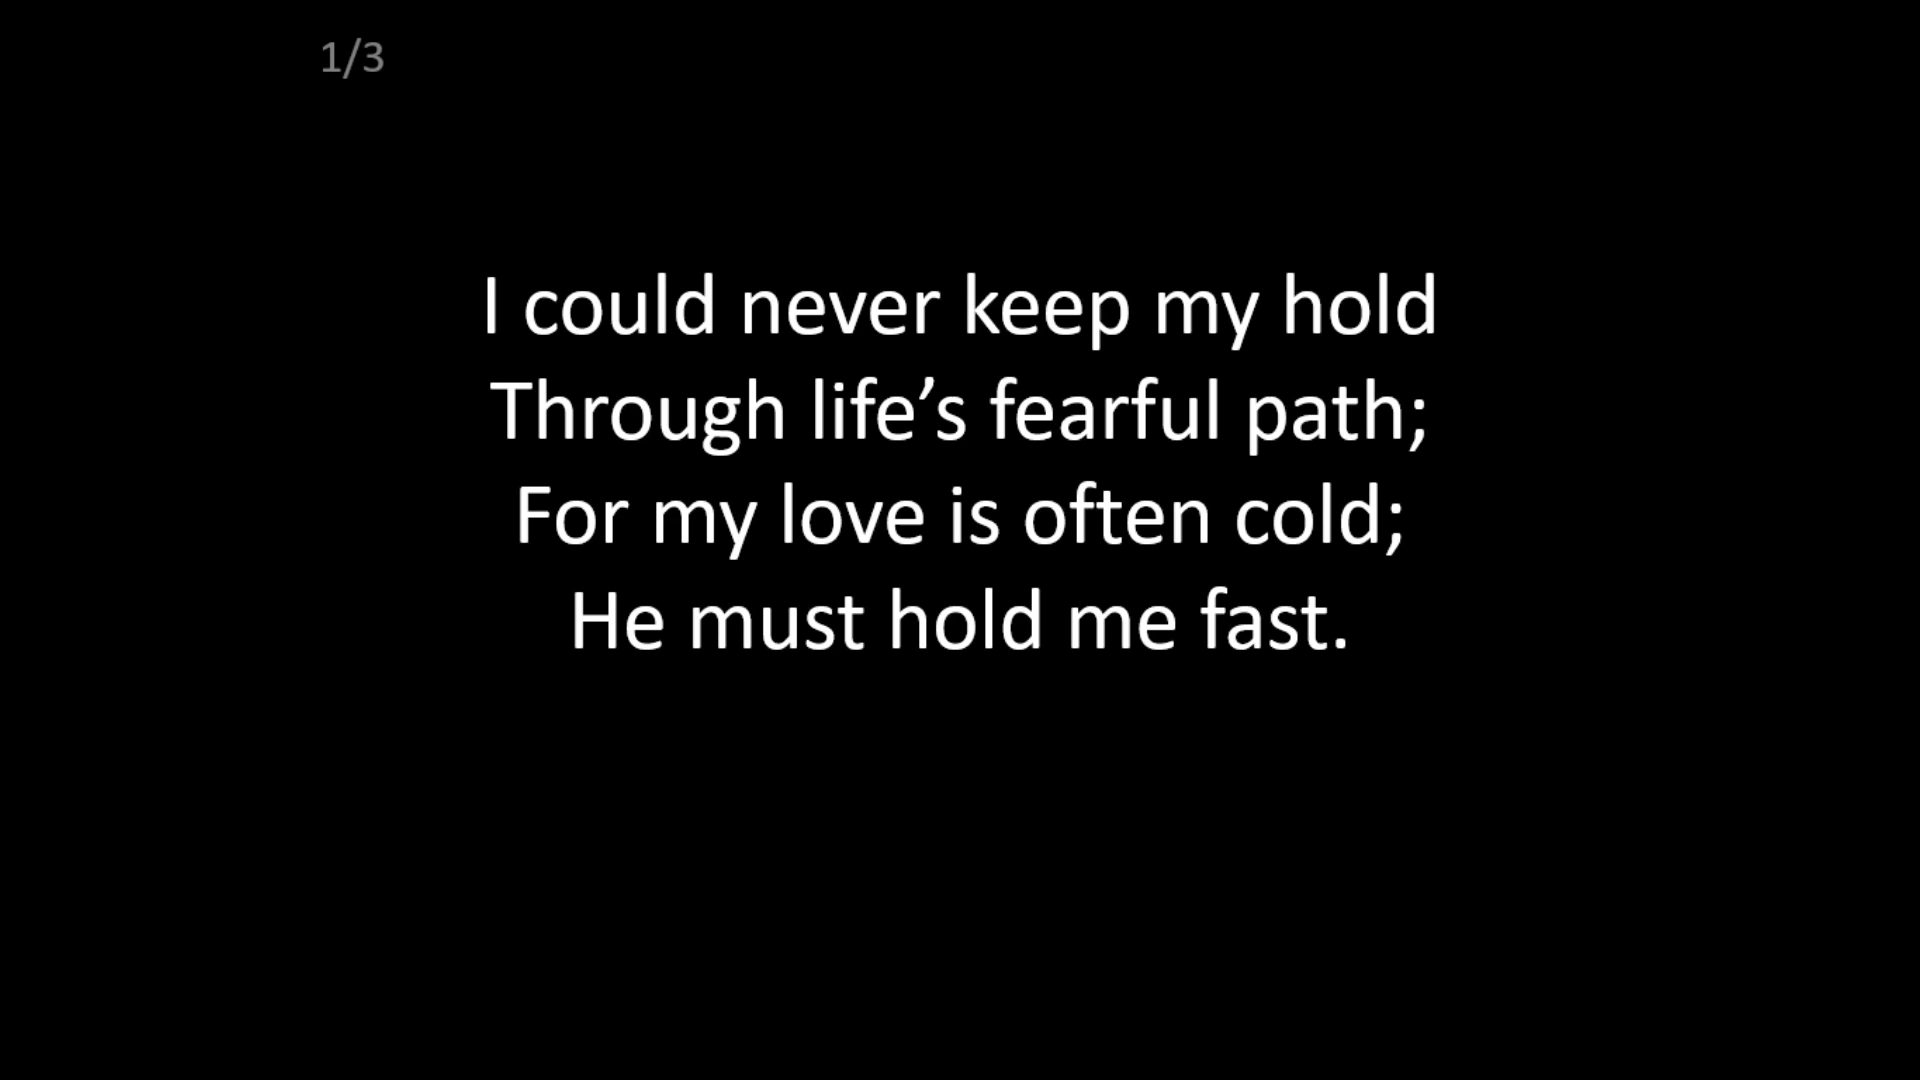 1/3
I could never keep my hold
Through life’s fearful path;
For my love is often cold;
He must hold me fast.